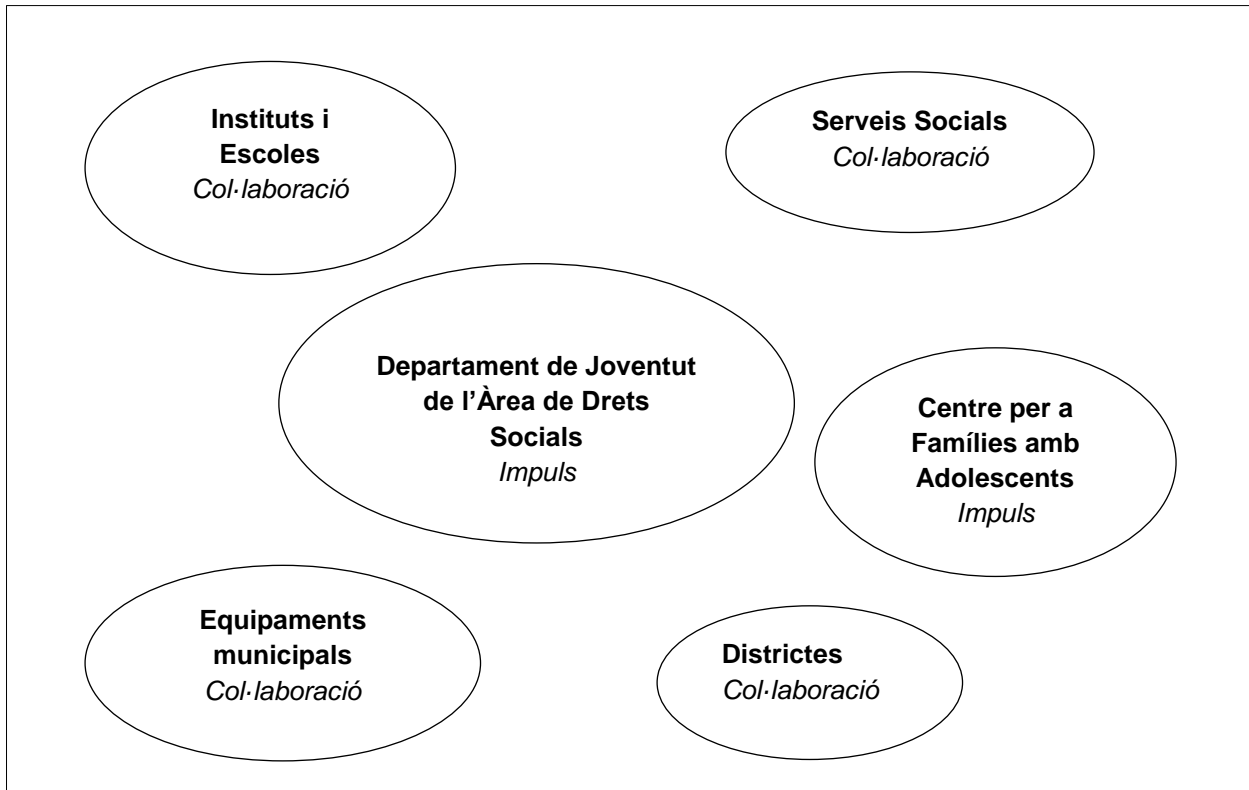 Instituts i
Escoles
Col·laboració
Serveis Socials
Col·laboració
Departament de Joventut
de l’Àrea de Drets
Socials
Impuls
Centre per a
Famílies amb
Adolescents
Impuls
Equipaments
municipals
Col·laboració
Districtes
Col·laboració